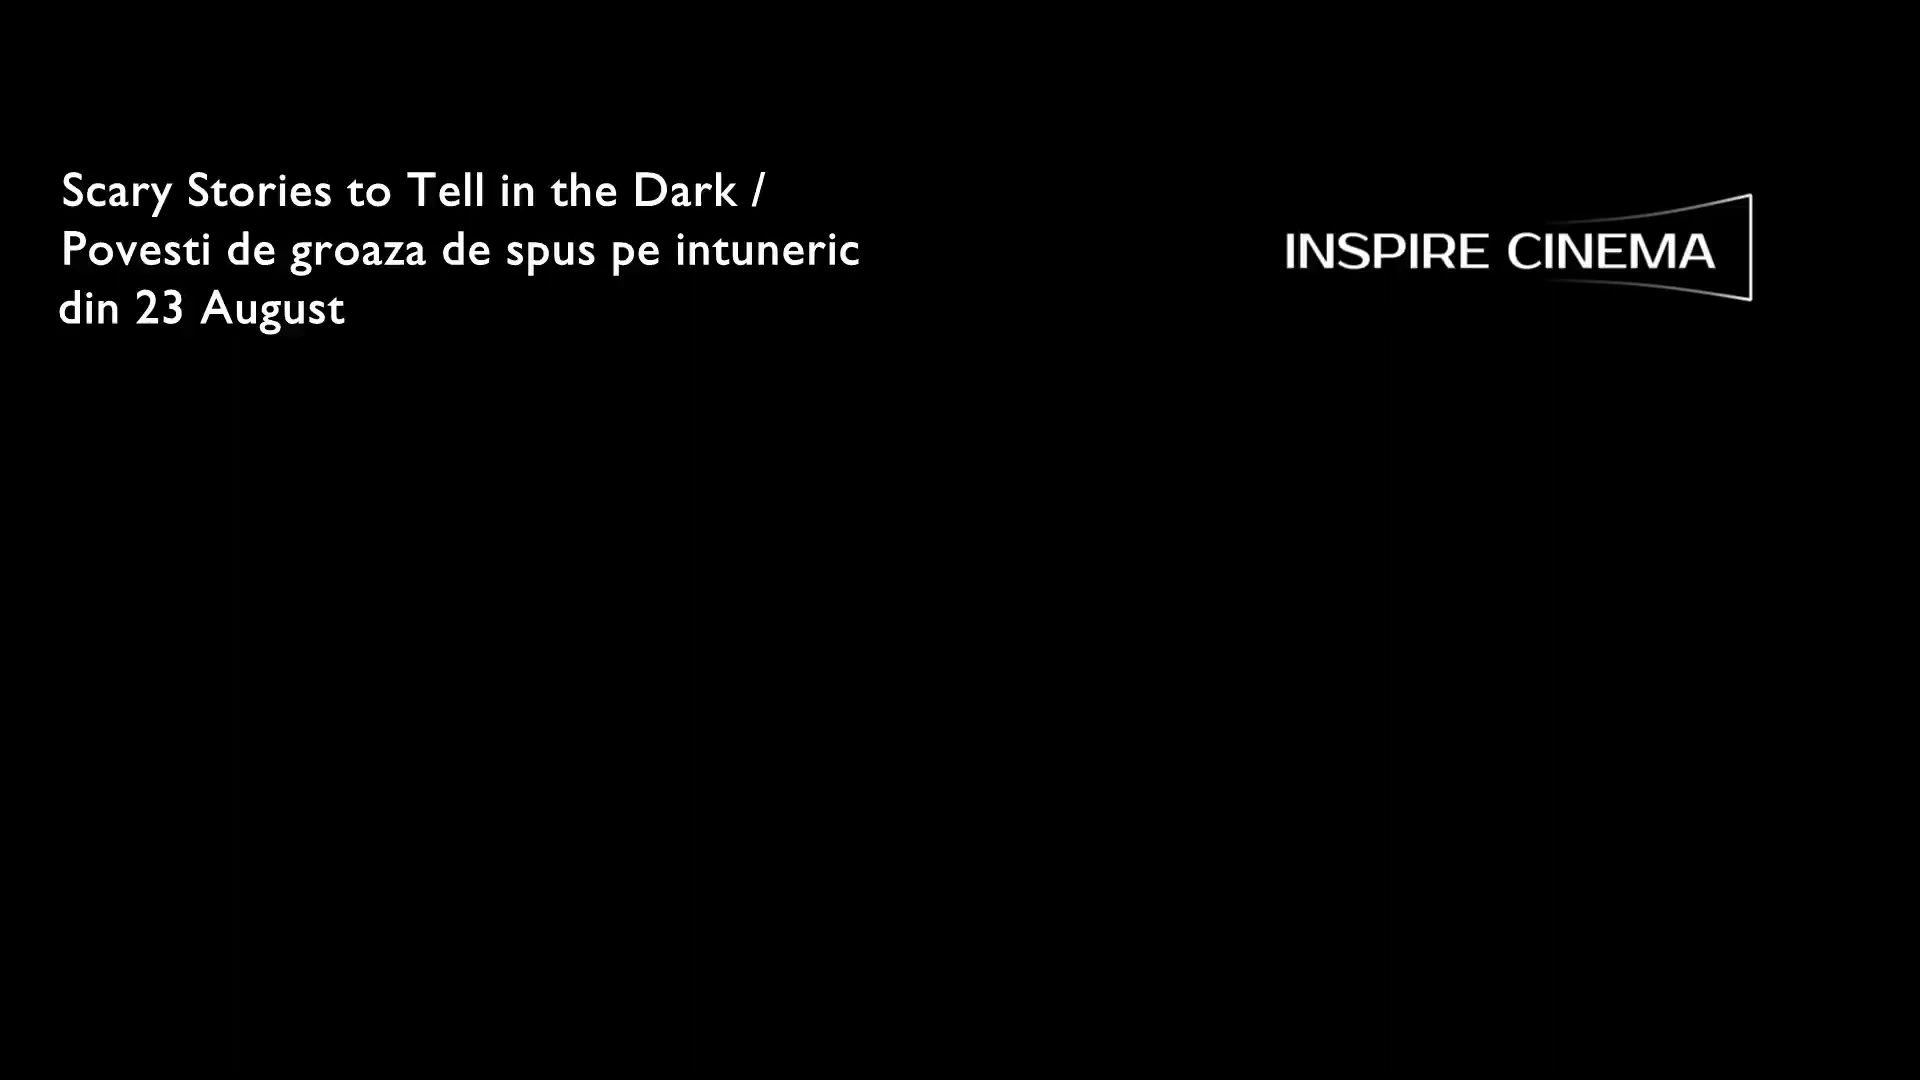 Scary Stories to Tell in the Dark /
Povesti de groaza de spus pe intuneric
din 23 August
INSPIRE CINEMA